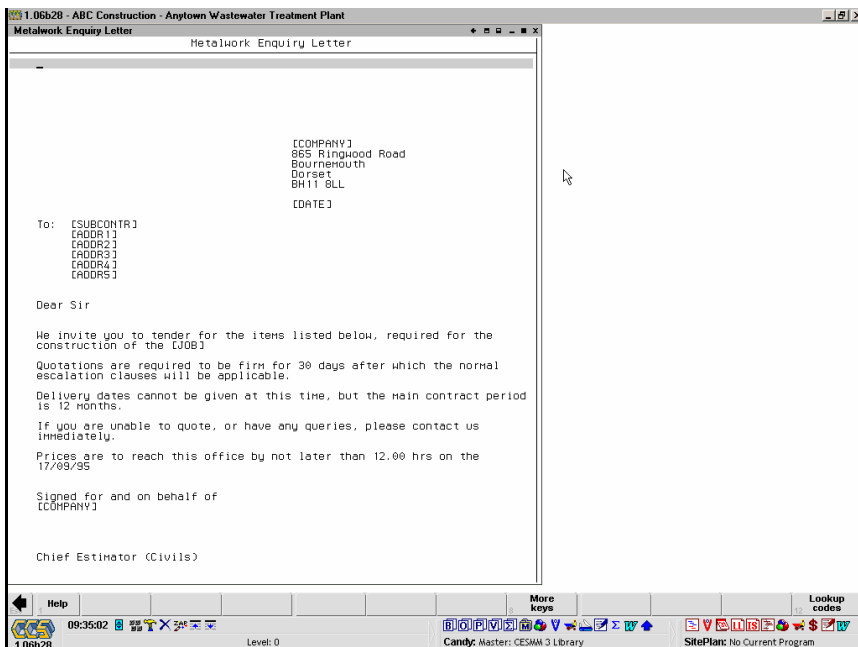 1.06b28 - ABC Construction - Anytown Wastewater Treatment Plant
Metalwork Enquiry Letter
Metalwork Enquiry Letter
[COMPANY]
865 Ringwood Road
Bournemouth
Dorset
BH11 8LL
[DATE]
To: [SUBCONTR]
[ADDR1]
[ADDR2]
[ADDR3]
[ADDR4]
[ADDR5]
Dear Sir
We invite you to tender for the items listed below, required for the
construction of the [JOB]
Quotations are required to be firm for 30 days after which the normal
escalation clauses will be applicable.
Delivery dates cannot be given at this time, but the main contract period
is 12 months.
If you are unable to quote, or have any queries, please contact us
immediately.
Prices are to reach this office by not later than 12.00 hrs on the
17/09/95
Signed for and on behalf of
[COMPANY]
Chief Estimator (Civils)
1 Help
9 More keys
12 Lookup codes
CCS
09:35:02
B O P V Σ M V Σ W
E V LL IS $ W
1.06b28
Level: 0
Candy: Master: CESMM 3 Library
SitePlan: No Current Program